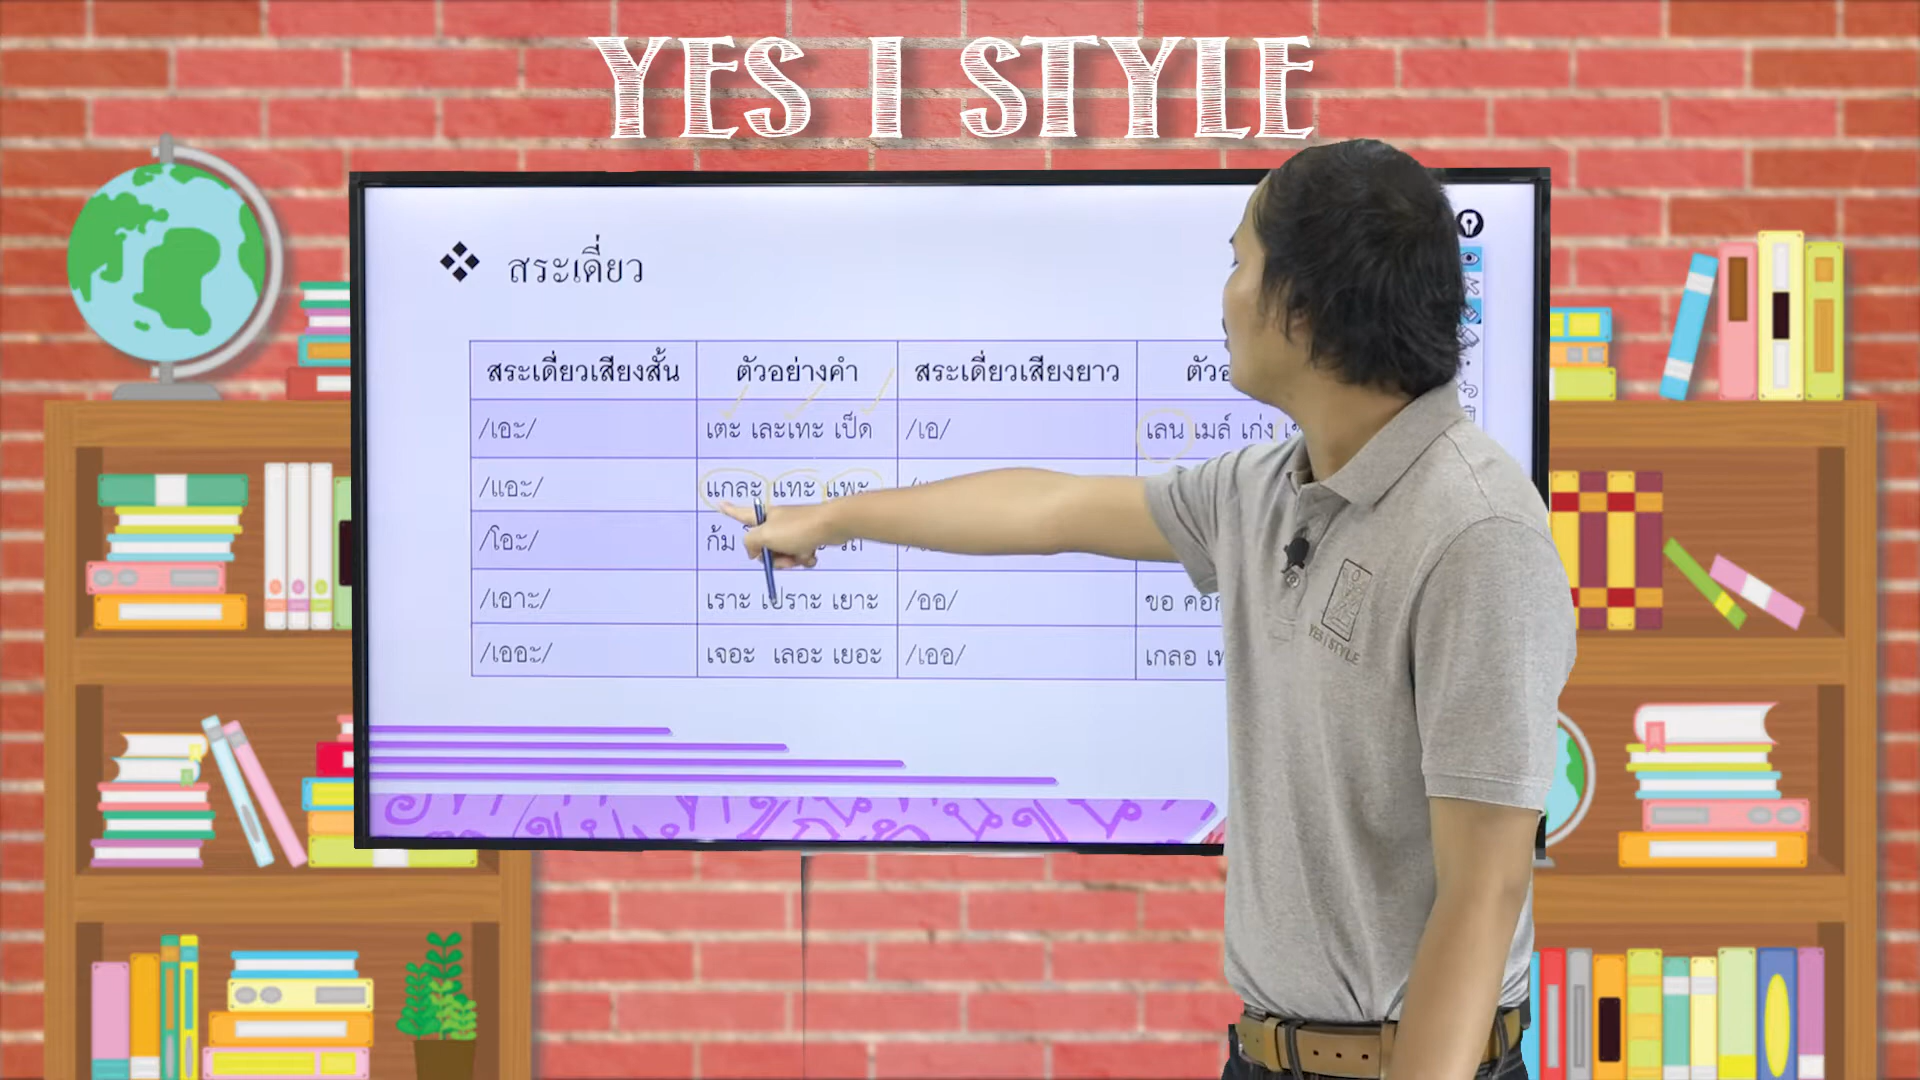 YES I STYLE
สระเดี่ยว
สระเดี่ยวเสียงสั้น ตัวอย่างคำ สระเดี่ยวเสียงยาว
/เอะ/ เตะ เละเทะ เป็ด /เอ/ เลน เมล์ เก่ง
/แอะ/ แกละ แทะ แพะ
/โอะ/ ก้ม
/เอาะ/ เราะ เปราะ เยาะ /ออ/ ขอ
/เออะ/ เจอะ เลอะ เยอะ /เออ/ เกลอ
YES I STYLE